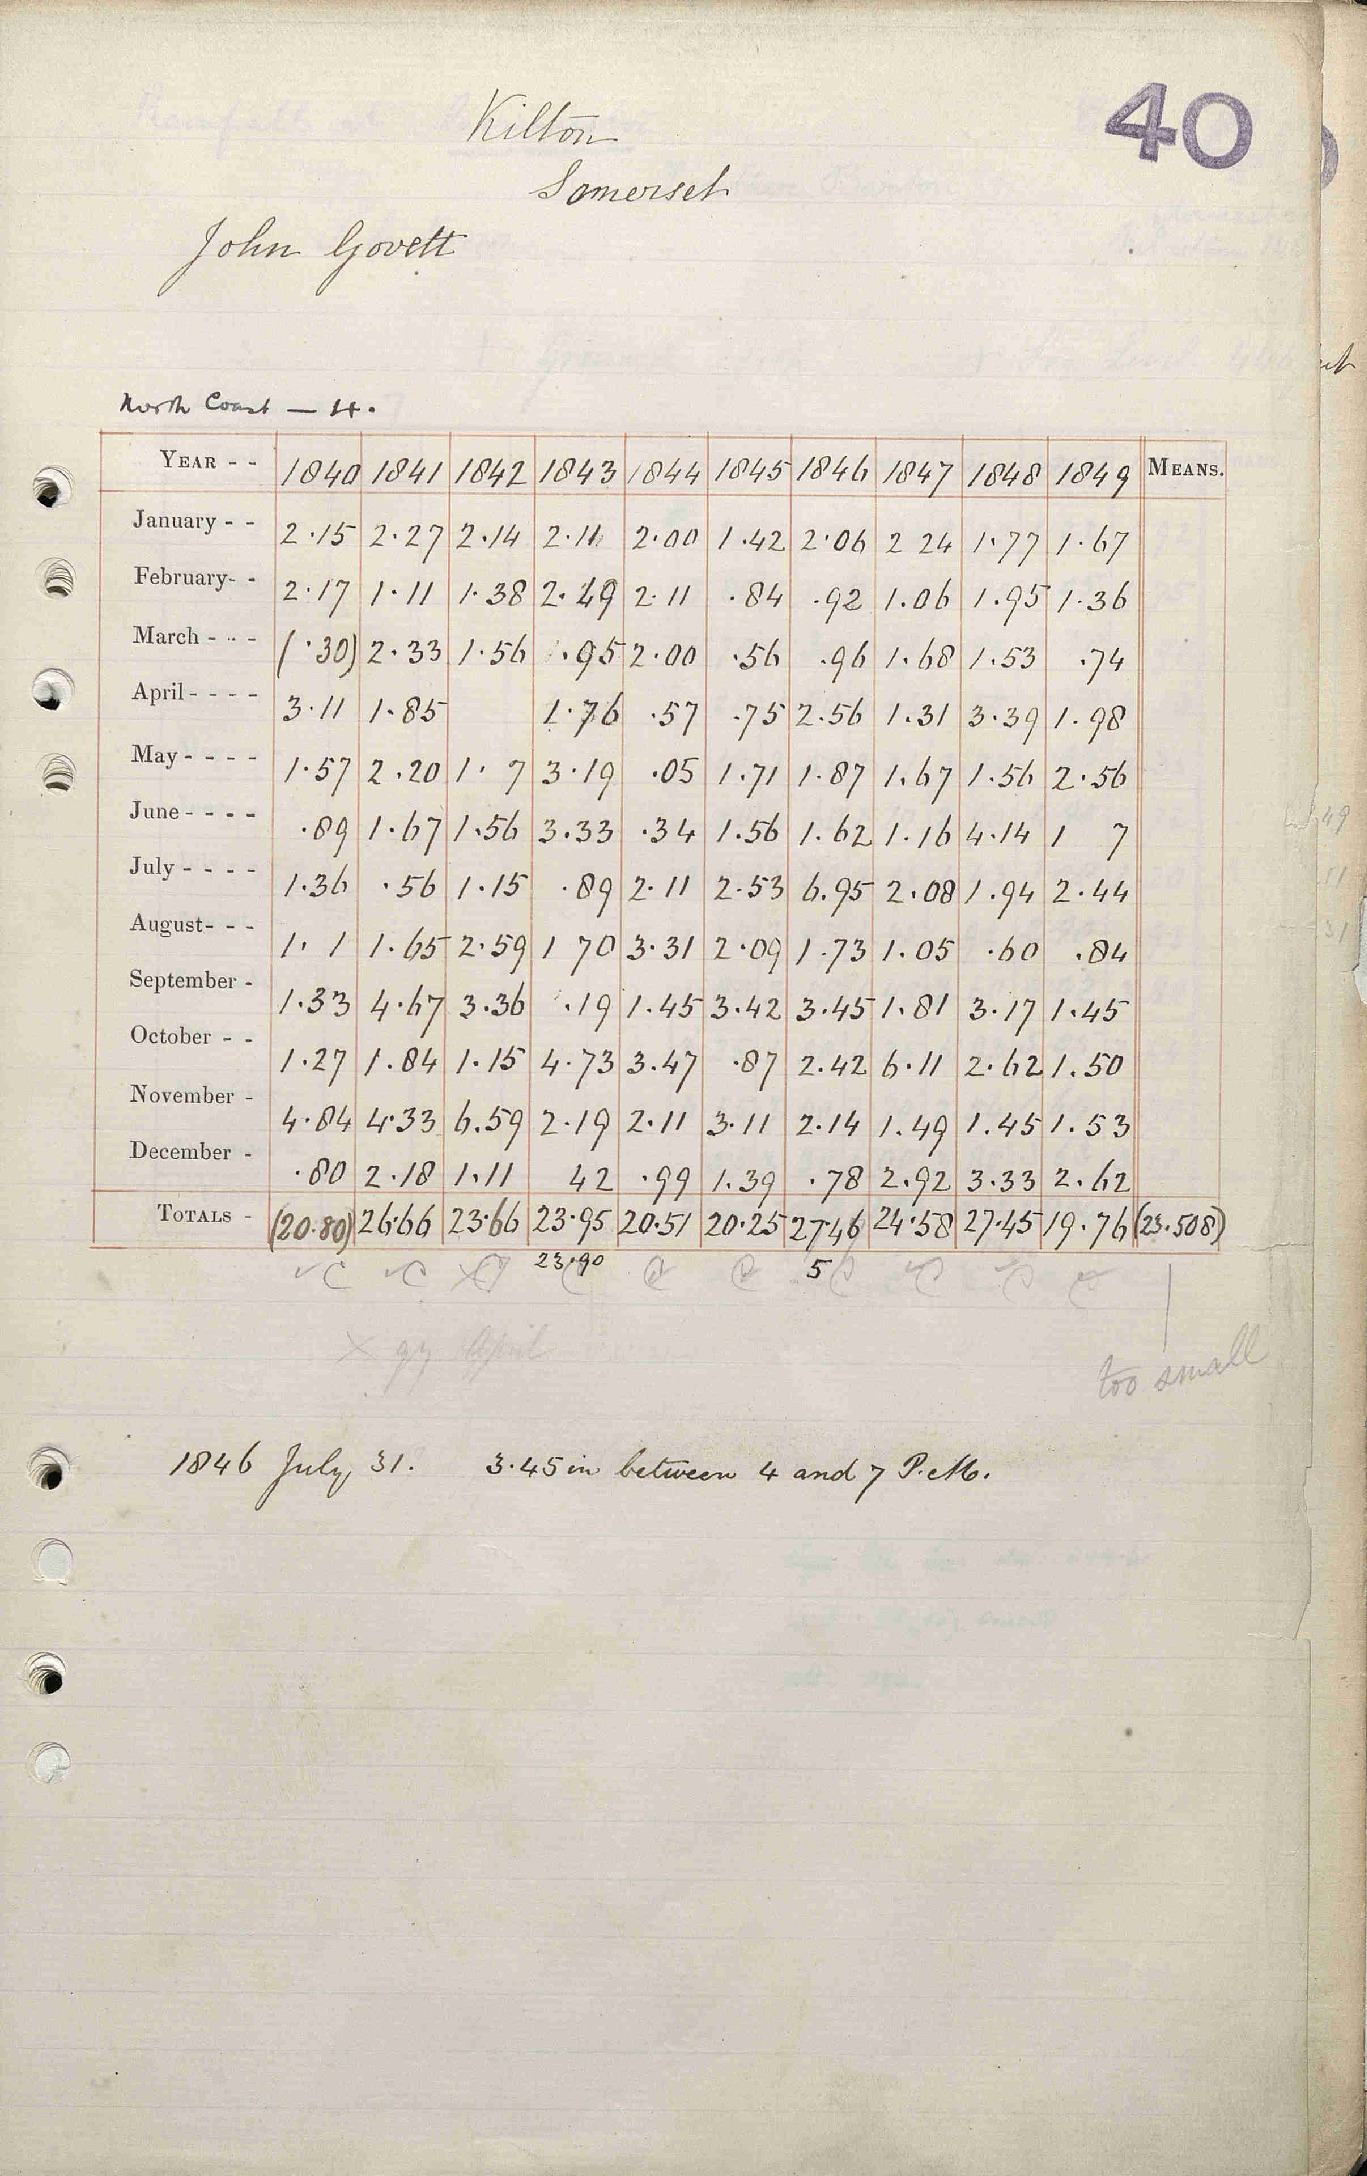 40
Kilton
Somerset
John Govett
North Coast — 4.
YEAR - - 1840 1841 1842 1843 1844 1845 1846 1847 1848 1849 MEANS.
January - - 2.15 2.27 2.14 2.11 2.00 1.42 2.06 2 24 1.77 1.67
February- - 2.17 1.11 1.38 2.49 2.11 .84 .92 1.06 1.95 1.36
March - - - (.30) 2.33 1.56 .95 2.00 .56 .96 1.68 1.53 .74
April - - - - 3.11 1.85 1.76 .57 .75 2.56 1.31 3.39 1.98
May - - - - 1.57 2.20 1. 7 3.19 .05 1.71 1.87 1.67 1.56 2.56
June - - - - .89 1.67 1.56 3.33 .34 1.56 1.62 1.16 4.14 1 7
July - - - - 1.36 .56 1.15 .89 2.11 2.53 6.95 2.08 1.94 2.44
August- - - 1. 1 1.65 2.59 1 70 3.31 2.09 1.73 1.05 .60 .84
September - 1.33 4.67 3.36 .19 1.45 3.42 3.45 1.81 3.17 1.45
October - - 1.27 1.84 1.15 4.73 3.47 .87 2.42 6.11 2.62 1.50
November - 4.84 4.33 6.59 2.19 2.11 3.11 2.14 1.49 1.45 1.53
December - .80 2.18 1.11 42 .99 1.39 .78 2.92 3.33 2.62
TOTALS - (20.80) 26.66 23.66 23.95 20.51 20.25 27.46 24.58 27.45 19.76 (23.508)
23.90 5
x qy April
too small
1846 July 31. 3.45 in between 4 and 7 P.M.